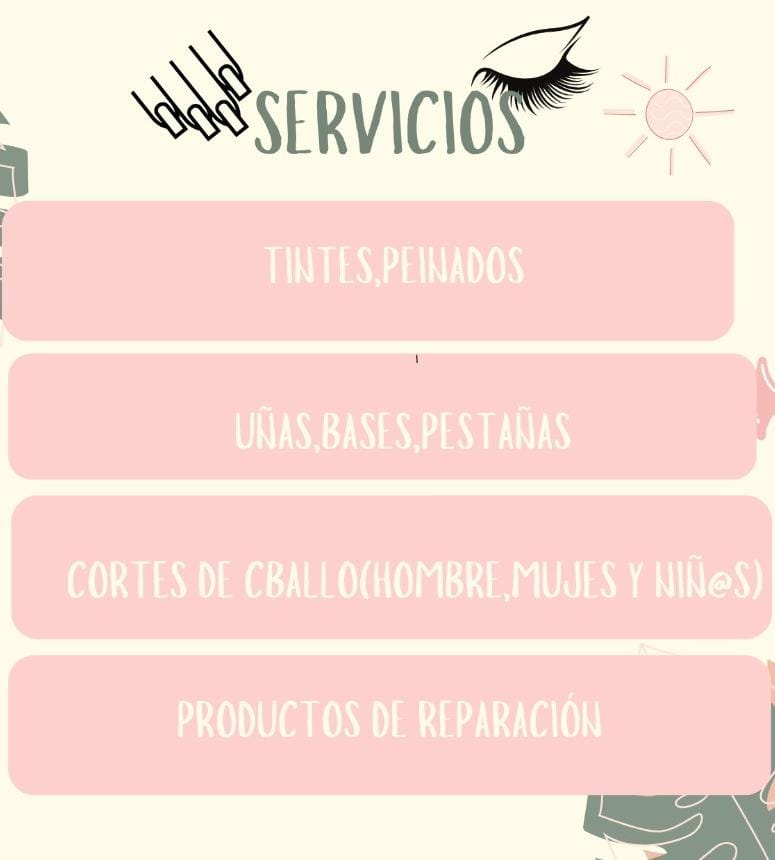 SERVICIOS
TINTES,PEINADOS
UÑAS,BASES,PESTAÑAS
CORTES DE CBALLO(HOMBRE,MUJES Y NIÑ@S)
PRODUCTOS DE REPARACIÓN